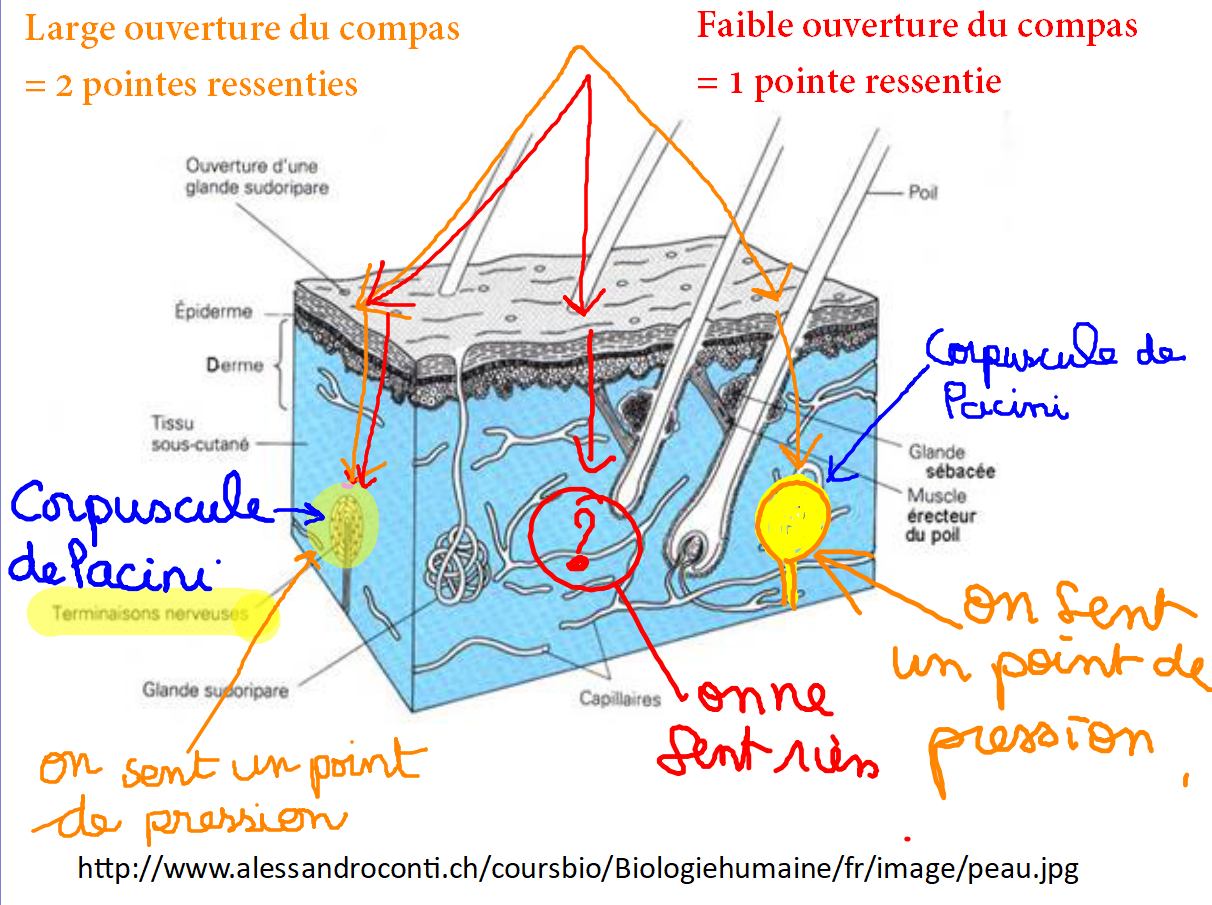 Large ouverture du compas
= 2 pointes ressenties
Faible ouverture du compas
= 1 pointe ressentie
Ouverture d'une
glande sudoripare
Poil
Épiderme
Derme
Corpuscule de
Pacini
Tissu
sous-cutané
Glande
sébacée
Muscle
érecteur
du poil
Corpuscule
de Pacini
?
Terminaisons nerveuses
on sent
un point de
pression
Glande sudoripare
Capillaires
on ne
sent rièn
on sent un point
de pression
http://www.alessandroconti.ch/coursbio/Biologiehumaine/fr/image/peau.jpg